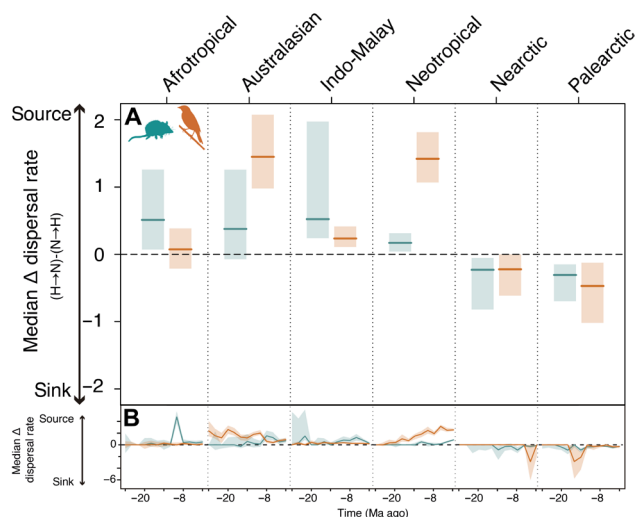 Afrotropical
Australasian
Indo-Malay
Neotropical
Nearctic
Palearctic
A
Source
Sink
Median Δ dispersal rate
(H→N)-(N→H)
2
1
0
−1
−2
B
Source
Sink
Median Δ
dispersal rate
0
−6
−20 −8 −20 −8 −20 −8 −20 −8 −20 −8 −20 −8
Time (Ma ago)